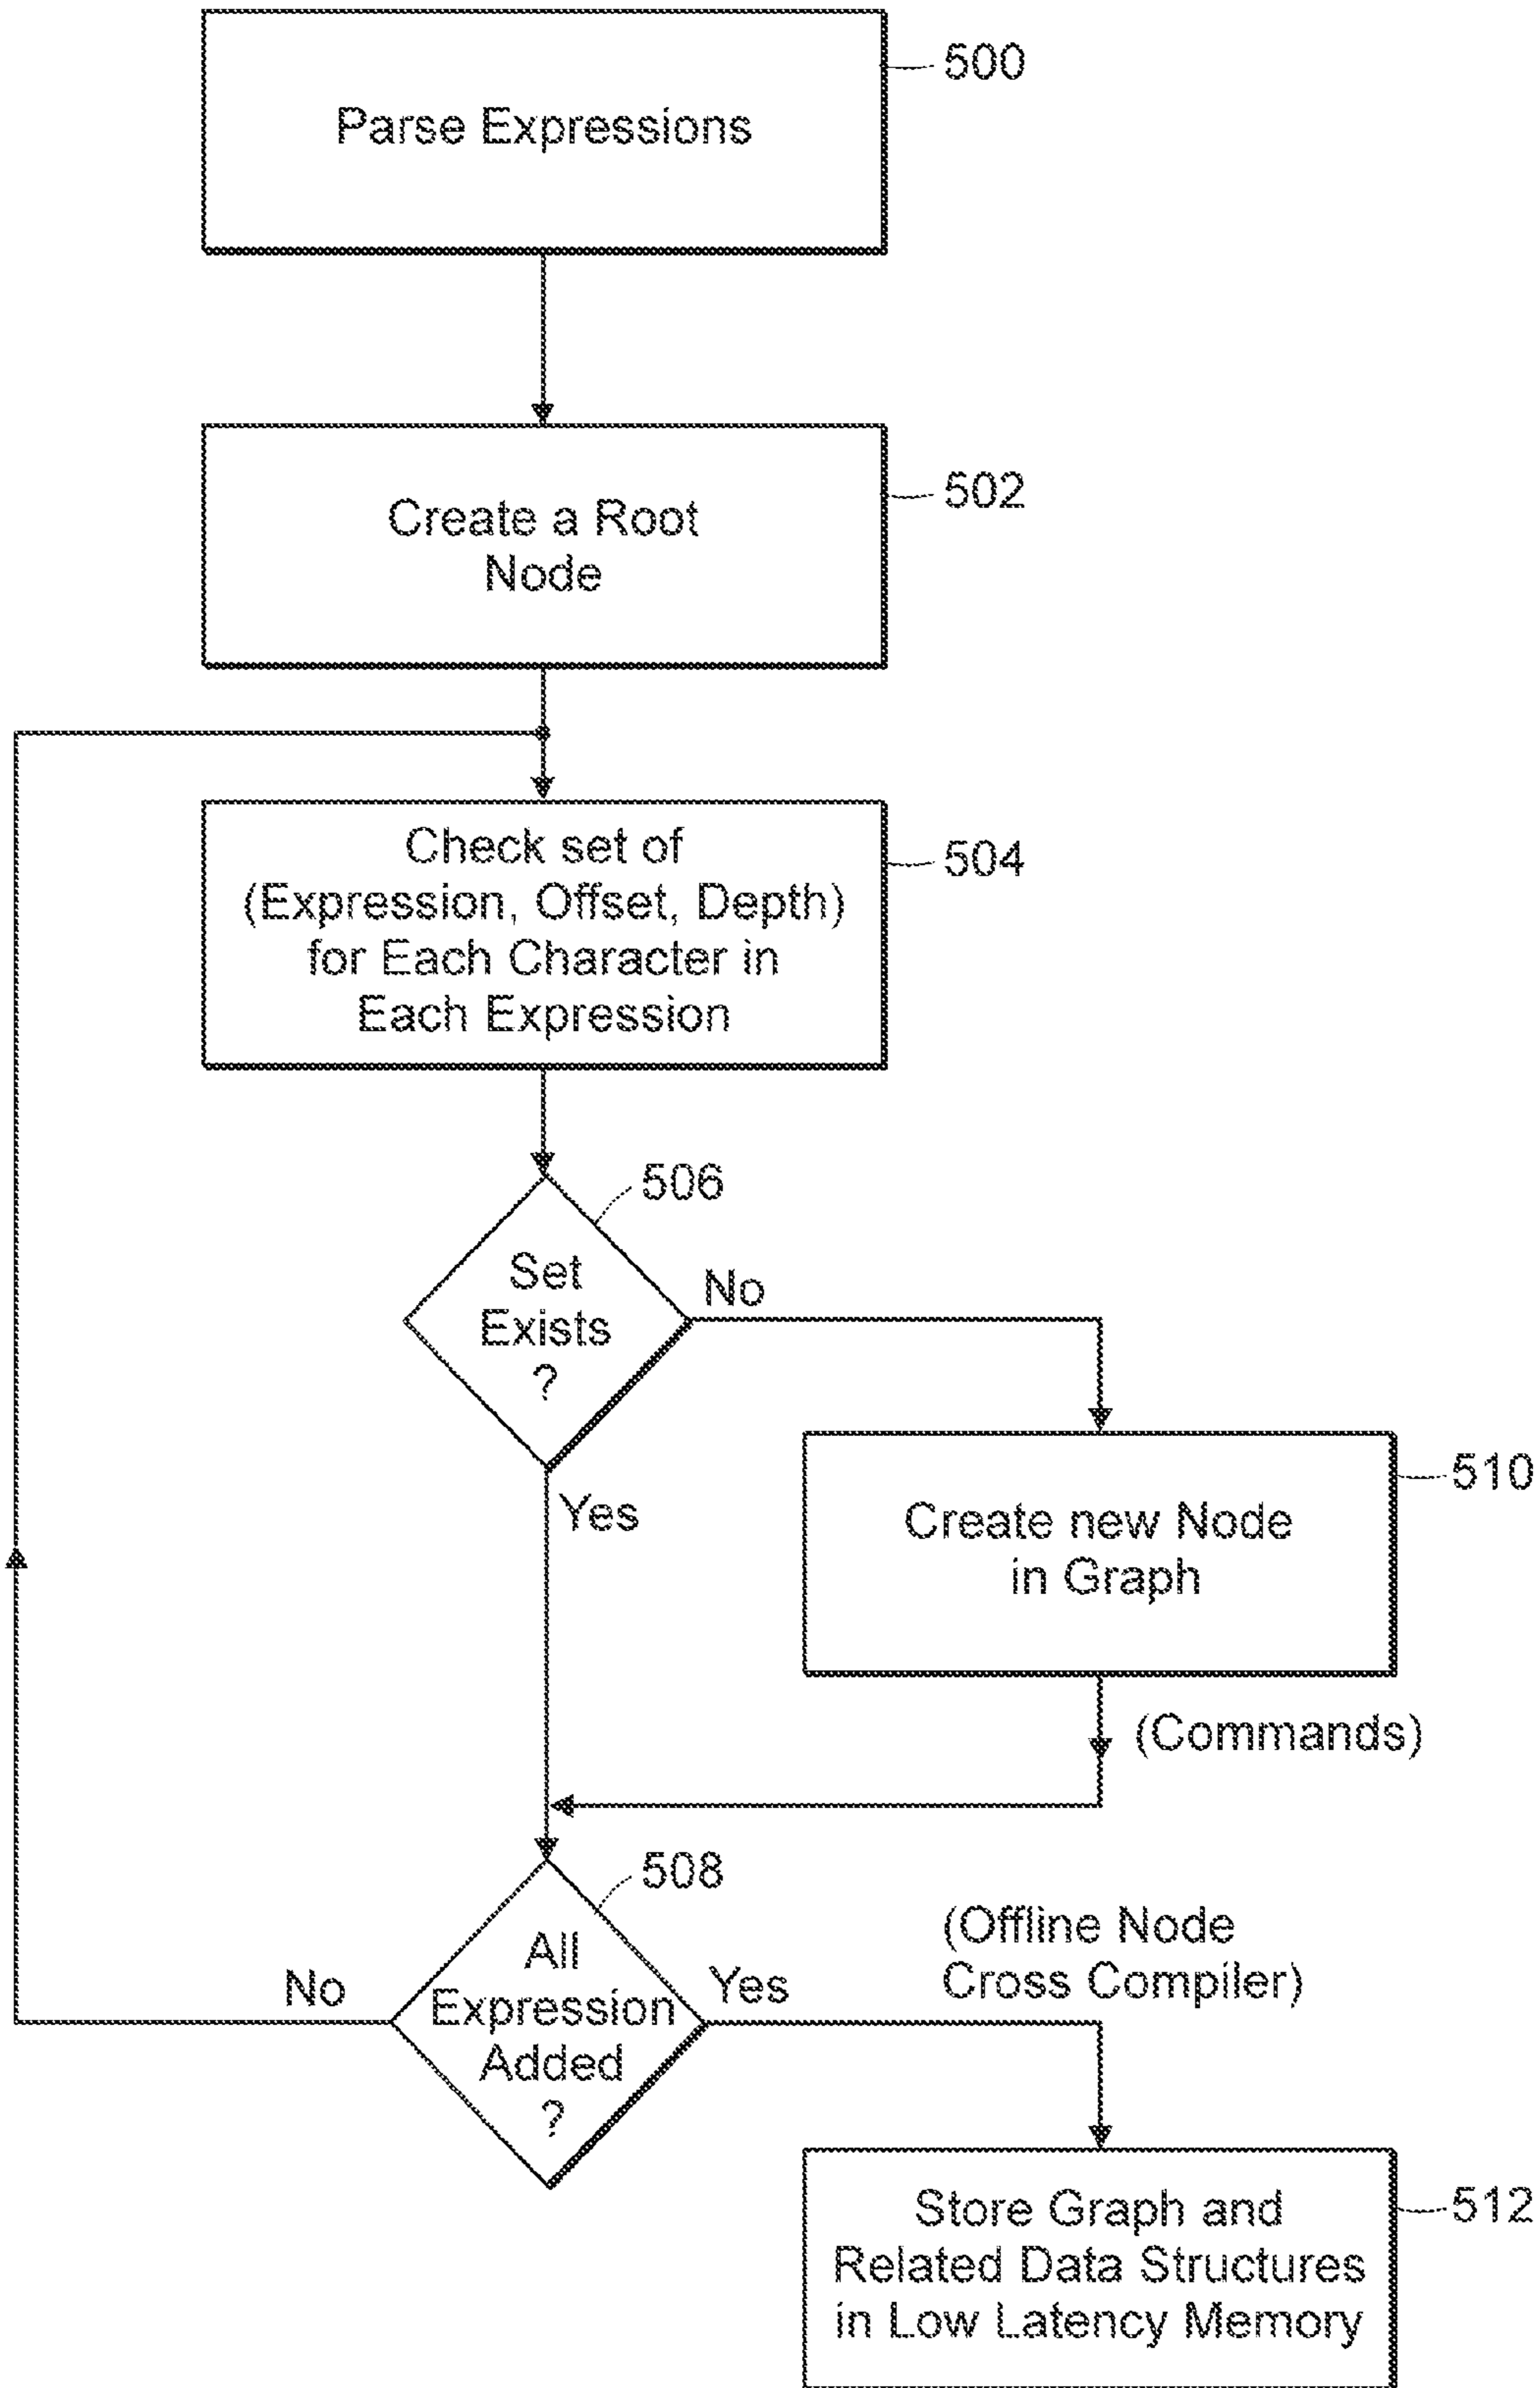 500
Parse Expressions
502
Create a Root
Node
504
Check set of
(Expression, Offset, Depth)
for Each Character in
Each Expression
506
Set
Exists
?
No
Yes
510
Create new Node
in Graph
(Commands)
508
All
Expression
Added
?
No
Yes
(Offline Node
Cross Compiler)
512
Store Graph and
Related Data Structures
in Low Latency Memory